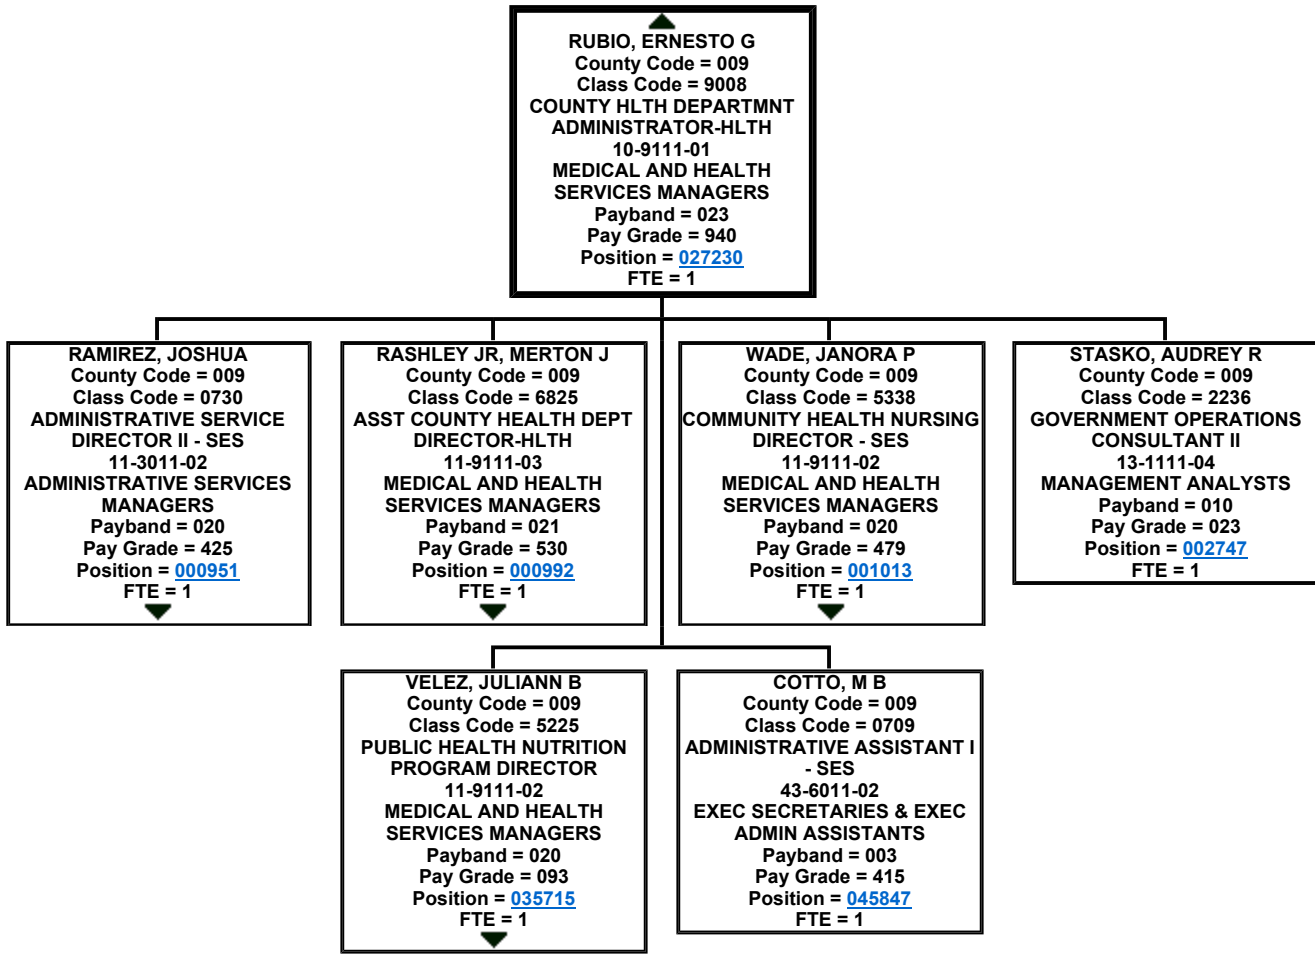 RUBIO, ERNESTO G
County Code = 009
Class Code = 9008
COUNTY HLTH DEPARTMNT
ADMINISTRATOR-HLTH
10-9111-01
MEDICAL AND HEALTH
SERVICES MANAGERS
Payband = 023
Pay Grade = 940
Position = 027230
FTE = 1
RAMIREZ, JOSHUA
County Code = 009
Class Code = 0730
ADMINISTRATIVE SERVICE
DIRECTOR II - SES
11-3011-02
ADMINISTRATIVE SERVICES
MANAGERS
Payband = 020
Pay Grade = 425
Position = 000951
FTE = 1
RASHLEY JR, MERTON J
County Code = 009
Class Code = 6825
ASST COUNTY HEALTH DEPT
DIRECTOR-HLTH
11-9111-03
MEDICAL AND HEALTH
SERVICES MANAGERS
Payband = 021
Pay Grade = 530
Position = 000992
FTE = 1
WADE, JANORA P
County Code = 009
Class Code = 5338
COMMUNITY HEALTH NURSING
DIRECTOR - SES
11-9111-02
MEDICAL AND HEALTH
SERVICES MANAGERS
Payband = 020
Pay Grade = 479
Position = 001013
FTE = 1
STASKO, AUDREY R
County Code = 009
Class Code = 2236
GOVERNMENT OPERATIONS
CONSULTANT II
13-1111-04
MANAGEMENT ANALYSTS
Payband = 010
Pay Grade = 023
Position = 002747
FTE = 1
VELEZ, JULIANN B
County Code = 009
Class Code = 5225
PUBLIC HEALTH NUTRITION
PROGRAM DIRECTOR
11-9111-02
MEDICAL AND HEALTH
SERVICES MANAGERS
Payband = 020
Pay Grade = 093
Position = 035715
FTE = 1
COTTO, M B
County Code = 009
Class Code = 0709
ADMINISTRATIVE ASSISTANT I
- SES
43-6011-02
EXEC SECRETARIES & EXEC
ADMIN ASSISTANTS
Payband = 003
Pay Grade = 415
Position = 045847
FTE = 1